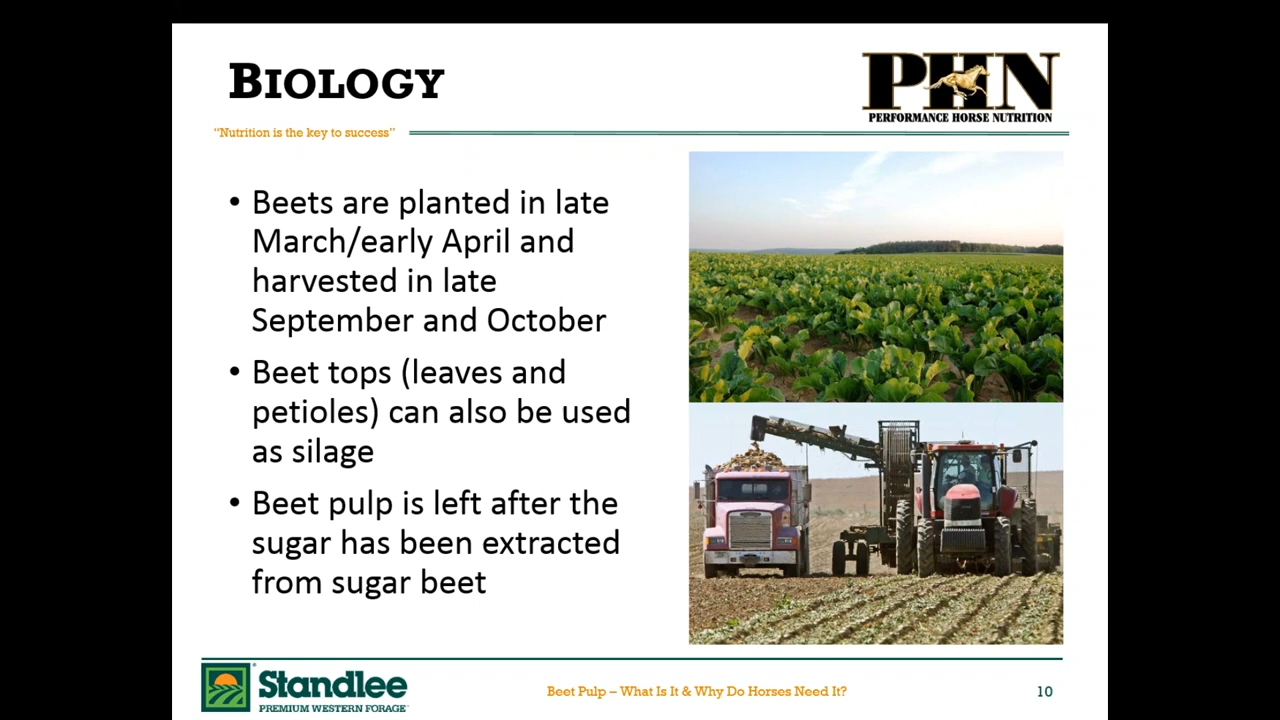 BIOLOGY
PHN
PERFORMANCE HORSE NUTRITION
"Nutrition is the key to success"
• Beets are planted in late
March/early April and
harvested in late
September and October
• Beet tops (leaves and
petioles) can also be used
as silage
• Beet pulp is left after the
sugar has been extracted
from sugar beet
Standlee
PREMIUM WESTERN FORAGE
Beet Pulp – What Is It & Why Do Horses Need It?
10